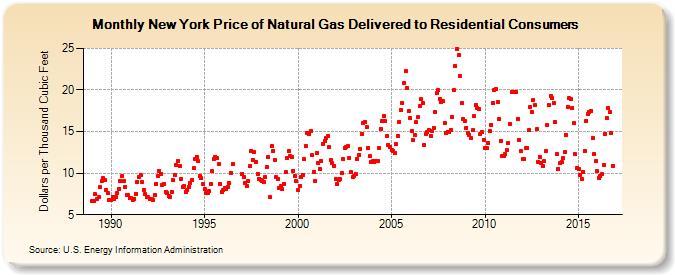 Monthly New York Price of Natural Gas Delivered to Residential Consumers
Dollars per Thousand Cubic Feet
25
20
15
10
5
1990 1995 2000 2005 2010 2015
Source: U.S. Energy Information Administration